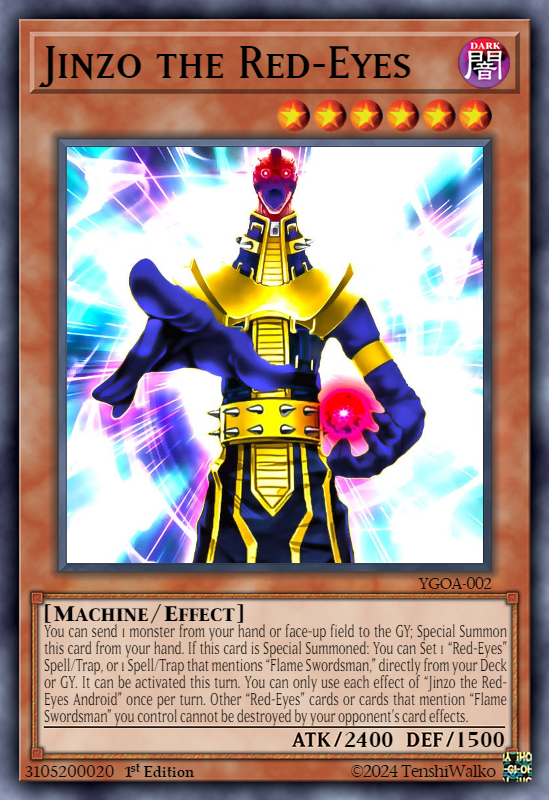 Jinzo the Red-Eyes
DARK
闇
YGOA-002
[Machine/Effect]
You can send 1 monster from your hand or face-up field to the GY; Special Summon
this card from your hand. If this card is Special Summoned: You can Set 1 “Red-Eyes”
Spell/Trap, or 1 Spell/Trap that mentions “Flame Swordsman,” directly from your Deck
or GY. It can be activated this turn. You can only use each effect of “Jinzo the Red-
Eyes Android” once per turn. Other “Red-Eyes” cards or cards that mention “Flame
Swordsman” you control cannot be destroyed by your opponent's card effects.
ATK/2400 DEF/1500
3105200020 1st Edition ©2024 TenshiWalko